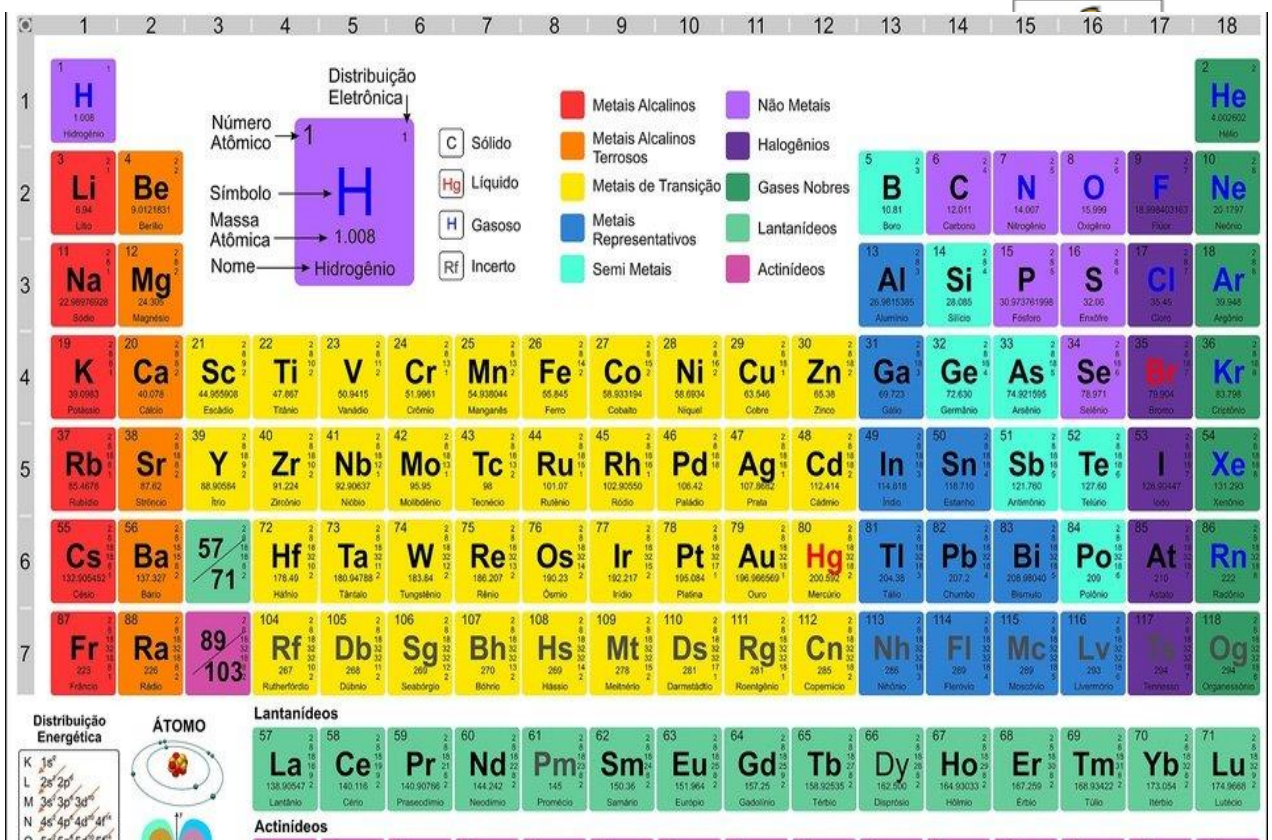 1 2 3 4 5 6 7 8 9 10 11 12 13 14 15 16 17 18
1
1 1
H
1.008
Hidrogênio
Distribuição
Eletrônica
Número
Atômico
1 1
Símbolo
H
Massa
Atômica
1.008
Nome
Hidrogênio
C Sólido
Hg Líquido
H Gasoso
Rf Incerto
Metais Alcalinos
Metais Alcalinos
Terrosos
Metais de Transição
Metais
Representativos
Semi Metais
Não Metais
Halogênios
Gases Nobres
Lantanídeos
Actinídeos
2 2
He
4.002602
Hélio
2
3 4 5 6 7 8 9 10
Li Be B C N O F Ne
6.94 9.0121831 10.81 12.011 14.007 15.999 18.998403163 20.1797
Lítio Berílio Boro Carbono Nitrogênio Oxigênio Flúor Neônio
3
11 12 13 14 15 16 17 18
Na Mg Al Si P S Cl Ar
22.98976928 24.305 26.9815385 28.085 30.973761998 32.06 35.45 39.948
Sódio Magnésio Alumínio Silício Fósforo Enxôfre Cloro Argônio
4
19 20 21 22 23 24 25 26 27 28 29 30 31 32 33 34 35 36
K Ca Sc Ti V Cr Mn Fe Co Ni Cu Zn Ga Ge As Se Br Kr
39.0983 40.078 44.955908 47.867 50.9415 51.9961 54.938044 55.845 58.933194 58.6934 63.546 65.38 69.723 72.630 74.921595 78.971 79.904 83.798
Potássio Cálcio Escádio Titânio Vanádio Crômio Manganês Ferro Cobalto Níquel Cobre Zinco Gálio Germânio Arsênio Selênio Bromo Criptônio
5
37 38 39 40 41 42 43 44 45 46 47 48 49 50 51 52 53 54
Rb Sr Y Zr Nb Mo Tc Ru Rh Pd Ag Cd In Sn Sb Te I Xe
85.4678 87.62 88.90584 91.224 92.90637 95.95 98 101.07 102.90550 106.42 107.8682 112.414 114.818 118.710 121.760 127.60 126.90447 131.293
Rubídio Strôncio Ítrio Zircônio Nióbio Molibdênio Tecnécio Rutênio Ródio Paládio Prata Cádmio Índio Estanho Antimônio Telúrio Iodo Xenônio
6
55 56 57 71 72 73 74 75 76 77 78 79 80 81 82 83 84 85 86
Cs Ba Hf Ta W Re Os Ir Pt Au Hg Tl Pb Bi Po At Rn
132.905452 137.327 178.49 180.94788 183.84 186.207 190.23 192.217 195.084 196.966569 200.592 204.38 207.2 208.98040 209 210 222
Césio Bário Háfnio Tântalo Tungstênio Rênio Ósmio Irídio Platina Ouro Mercúrio Tálio Chumbo Bismuto Polônio Astato Radônio
7
87 88 89 103 104 105 106 107 108 109 110 111 112 113 114 115 116 117 118
Fr Ra Rf Db Sg Bh Hs Mt Ds Rg Cn Nh Fl Mc Lv Ts Og
223 226 267 268 269 270 269 278 281 281 285 286 289 289 293 294 294
Frâncio Rádio Rutherfórdio Dúbnio Seabórgio Bóhrio Hássio Meitnério Darmstádtio Roentgênio Copernício Nihônio Fleróvio Moscóvio Livermório Tennesso Organessônio
Distribuição
Energética
K 1s²
L 2s² 2p⁶
M 3s² 3p⁶ 3d¹⁰
N 4s² 4p⁶ 4d¹⁰ 4f¹⁴
ÁTOMO
Lantanídeos
57 58 59 60 61 62 63 64 65 66 67 68 69 70 71
La Ce Pr Nd Pm Sm Eu Gd Tb Dy Ho Er Tm Yb Lu
138.90547 140.116 140.90766 144.242 145 150.36 151.964 157.25 158.92535 162.500 164.93033 167.259 168.93422 173.054 174.9668
Lantânio Cério Praseodímio Neodímio Promécio Samário Európio Gadolínio Térbio Disprósio Hólmio Érbio Túlio Itérbio Lutécio
Actinídeos